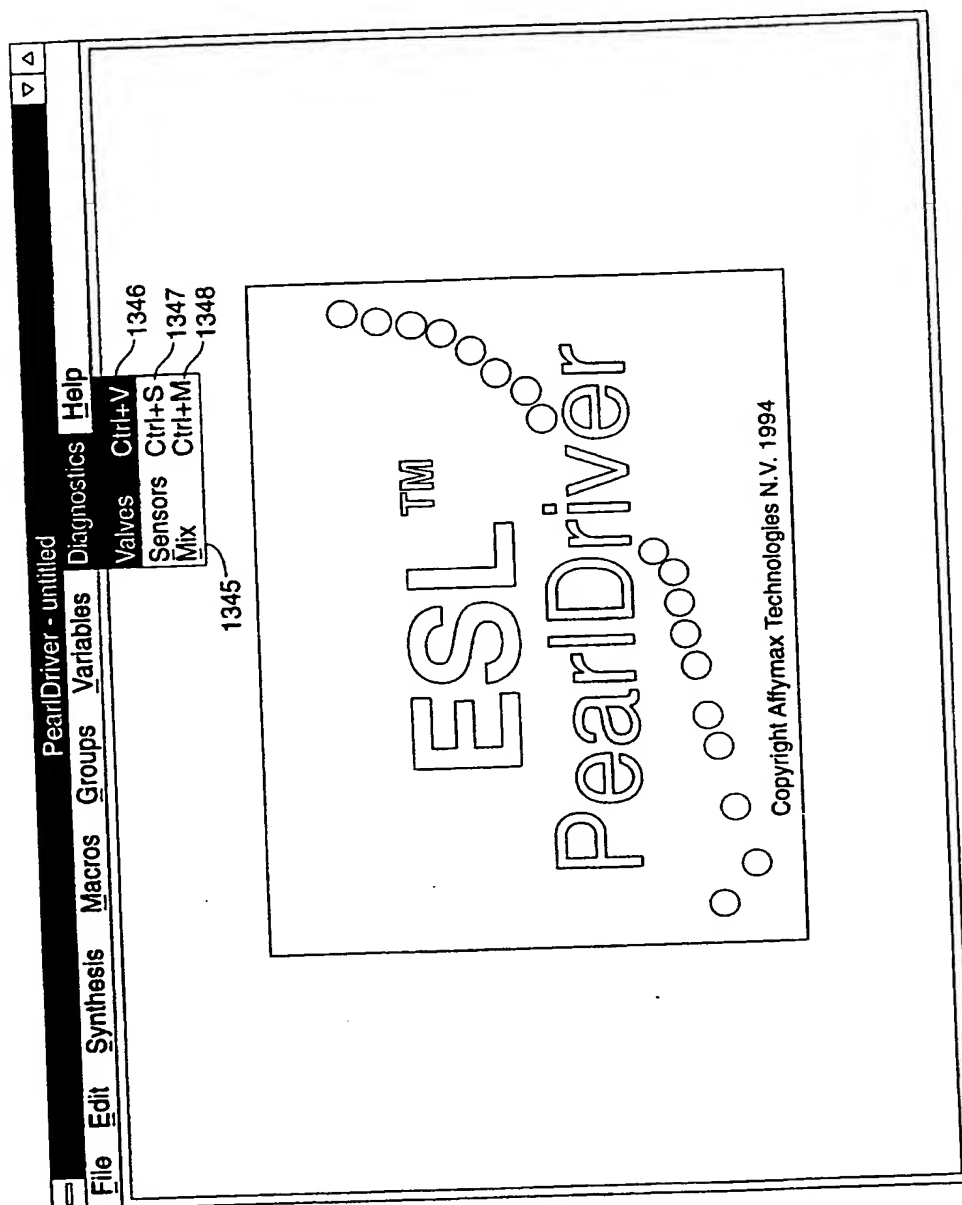 PearlDriver - untitled
File Edit Synthesis Macros Groups Variables Diagnostics Help
Valves Ctrl+V 1346
Sensors Ctrl+S 1347
Mix Ctrl+M 1348
1345
ESL™
PearlDriver
Copyright Affymax Technologies N.V. 1994